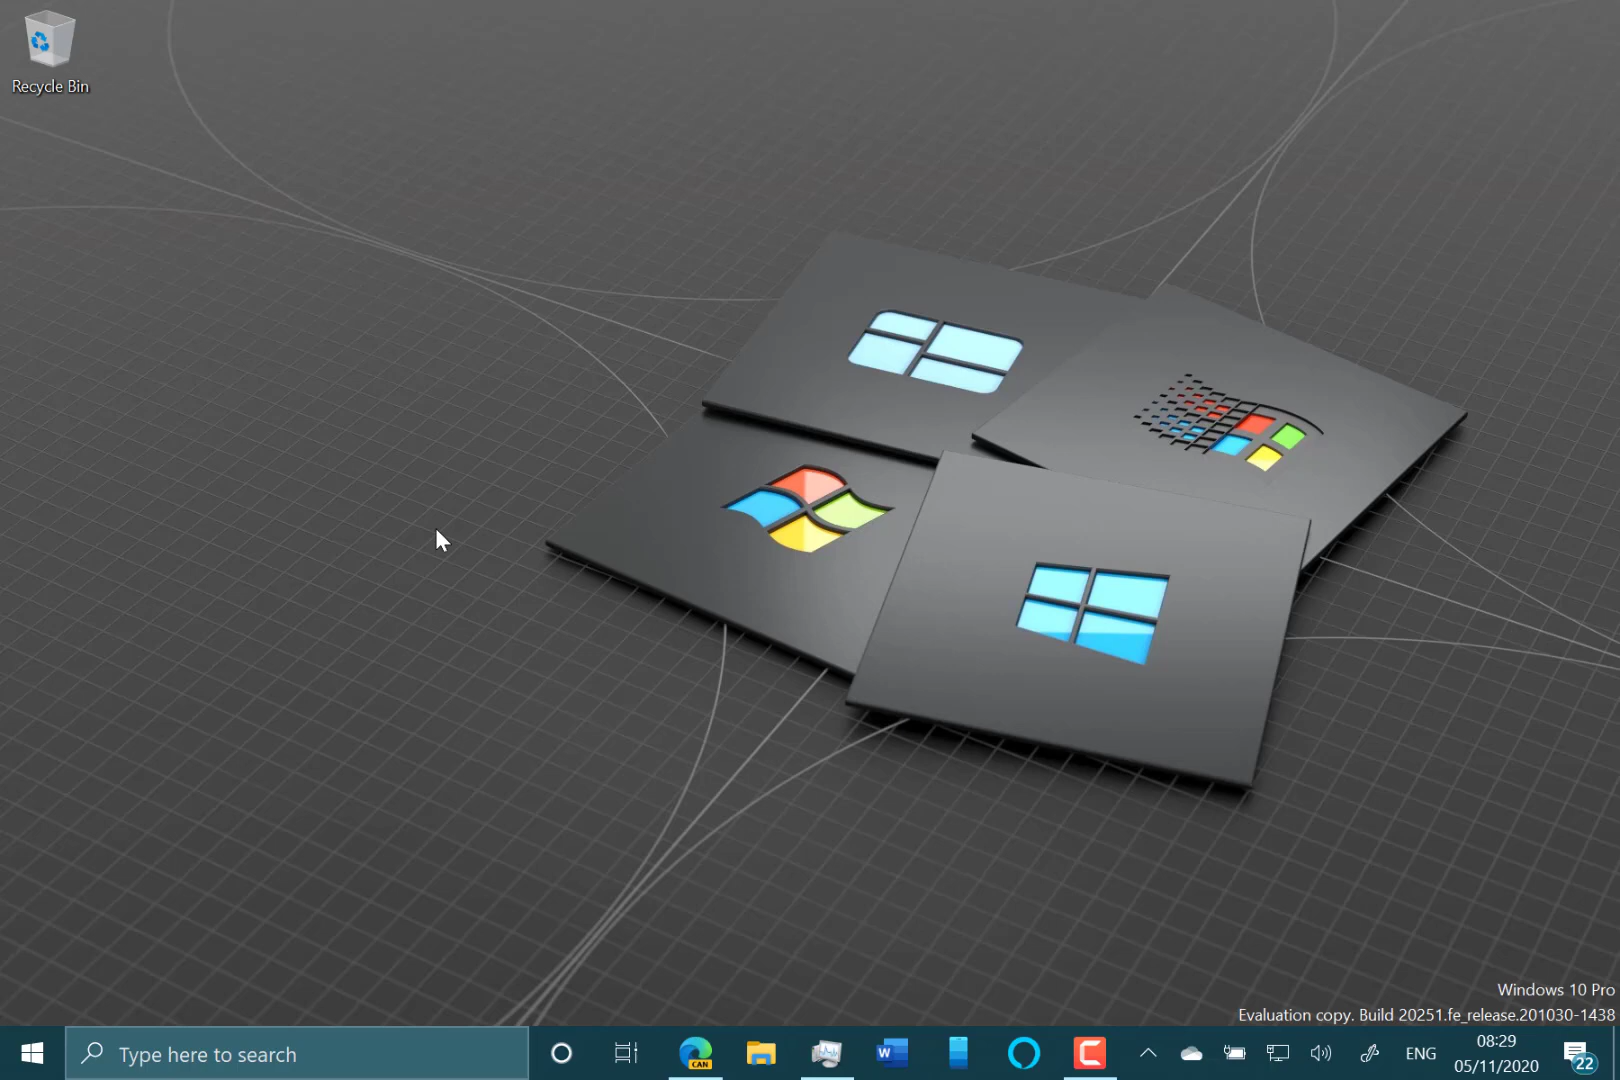 Recycle Bin
Windows 10 Pro
Evaluation copy. Build 20251.fe_release.201030-1438
Type here to search
CAN
W
ENG
08:29
05/11/2020
22